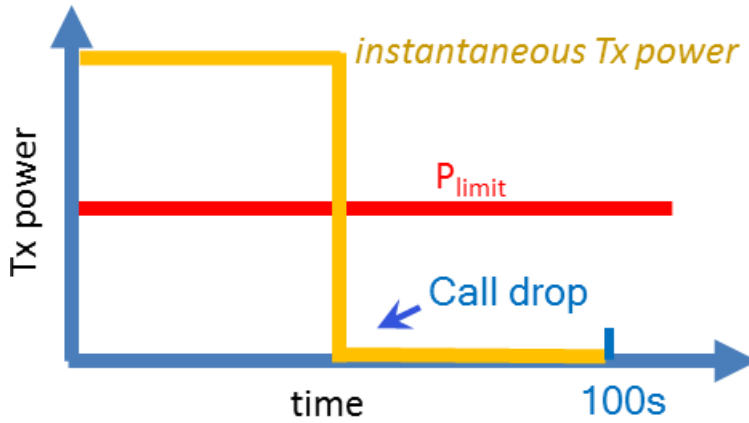 instantaneous Tx power
Tx power
Plimit
Call drop
time
100s